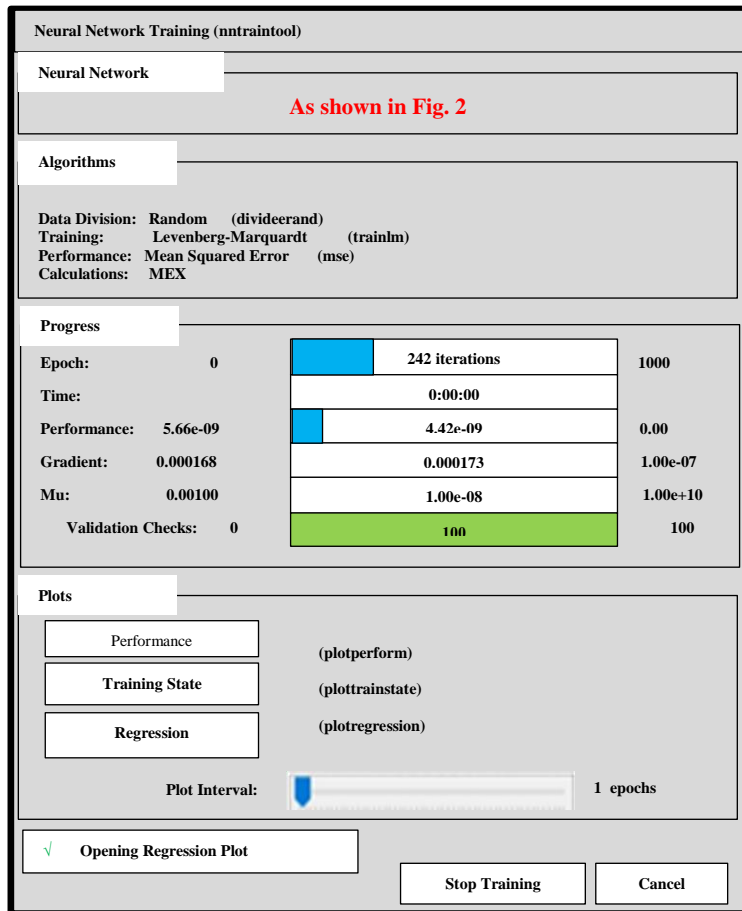 Neural Network Training (nntraintool)
Neural Network
As shown in Fig. 2
Algorithms
Data Division: Random (divideerand)
Training: Levenberg-Marquardt (trainlm)
Performance: Mean Squared Error (mse)
Calculations: MEX
Progress
Epoch: 0 242 iterations 1000
Time: 0:00:00
Performance: 5.66e-09 4.42e-09 0.00
Gradient: 0.000168 0.000173 1.00e-07
Mu: 0.00100 1.00e-08 1.00e+10
Validation Checks: 0 100 100
Plots
Performance (plotperform)
Training State (plottrainstate)
Regression (plotregression)
Plot Interval: 1 epochs
√ Opening Regression Plot
Stop Training Cancel